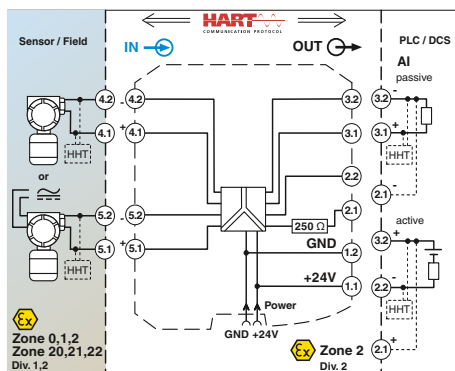 Sensor / Field
HART
COMMUNICATION PROTOCOL
PLC / DCS
IN
OUT
AI
passive
4.2
-
4.2
3.2
3.2
-
4.1
+
4.1
3.1
3.1
+
HHT
HHT
2.2
or
2.1
2.1
-
250 Ω
active
5.2
-
5.2
GND
1.2
3.2
+
5.1
+
5.1
+24V
1.1
2.2
-
HHT
HHT
Power
Ex
Zone 0,1,2
Zone 20,21,22
Div. 1,2
GND +24V
Ex
Zone 2
Div. 2
2.1
+